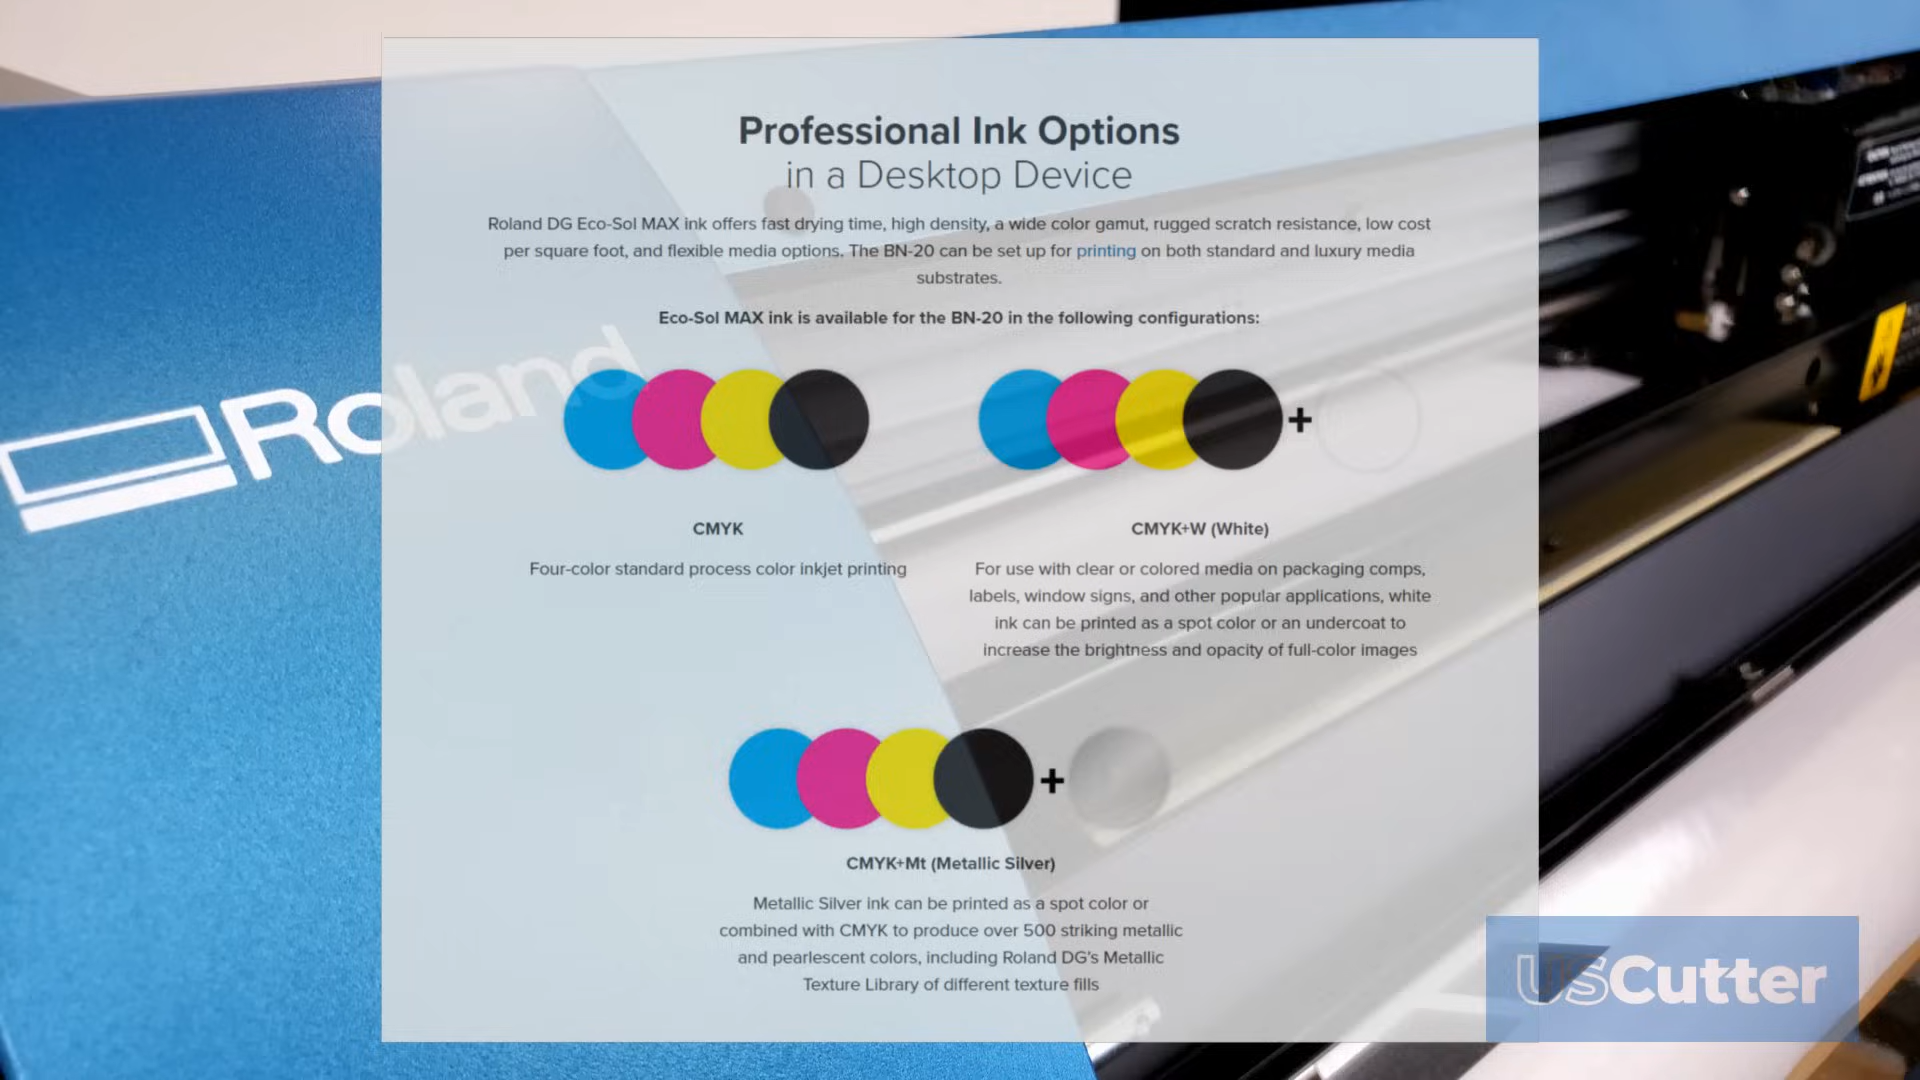 Professional Ink Options
in a Desktop Device
Roland DG Eco-Sol MAX ink offers fast drying time, high density, a wide color gamut, rugged scratch resistance, low cost
per square foot, and flexible media options. The BN-20 can be set up for printing on both standard and luxury media
substrates.
Eco-Sol MAX ink is available for the BN-20 in the following configurations:
Roland
+
CMYK
CMYK+W (White)
Four-color standard process color inkjet printing
For use with clear or colored media on packaging comps,
labels, window signs, and other popular applications, white
ink can be printed as a spot color or an undercoat to
increase the brightness and opacity of full-color images
+
CMYK+Mt (Metallic Silver)
Metallic Silver ink can be printed as a spot color or
combined with CMYK to produce over 500 striking metallic
and pearlescent colors, including Roland DG's Metallic
Texture Library of different texture fills
USCutter